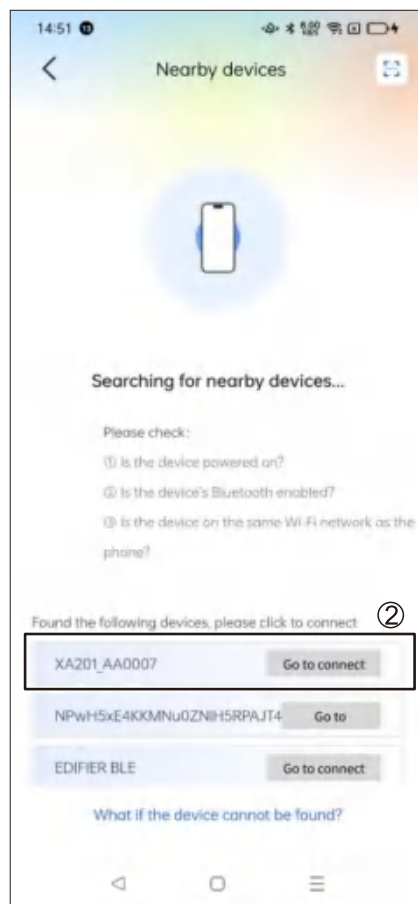 14:51
Nearby devices
Searching for nearby devices...
Please check:
① Is the device powered on?
② Is the device's Bluetooth enabled?
③ Is the device on the same Wi-Fi network as the
phone?
Found the following devices, please click to connect ②
XA201_AA0007 Go to connect
NPwH5xE4KKMNu0ZNIH5RPAJT4 Go to
EDIFIER BLE Go to connect
What if the device cannot be found?